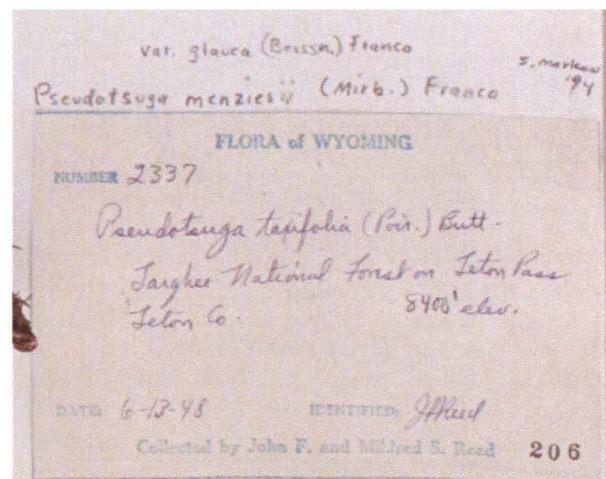 var. glauca (Beissn.) Franco
S. Markow
'94
Pseudotsuga menziesii (Mirb.) Franco
FLORA of WYOMING
NUMBER 2337
Pseudotsuga taxifolia (Poir.) Britt.
Targhee National Forest on Teton Pass
Teton Co. 8400' elev.
DATE: 6-13-48 IDENTIFIED: JFReed
Collected by John F. and Mildred S. Reed 206